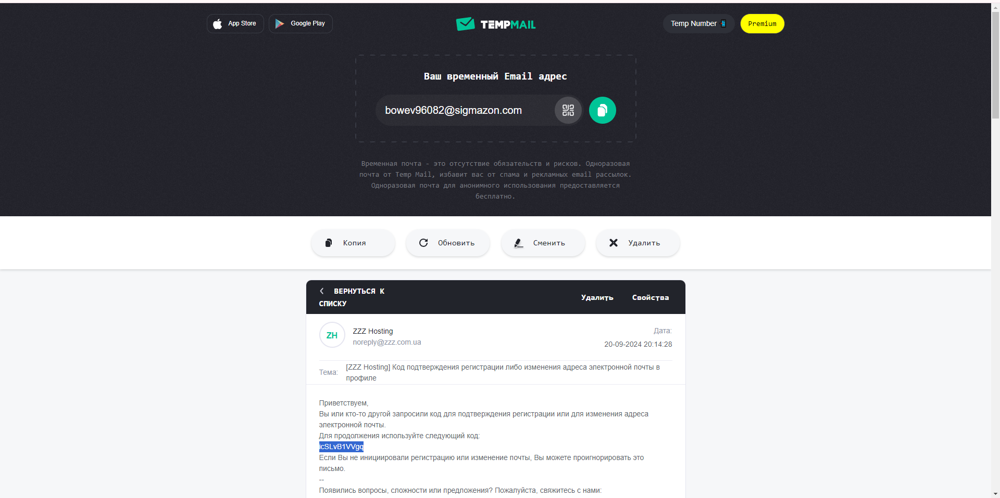 App Store
Google Play
TEMPMAIL
Temp Number
Premium
Ваш временный Email адрес
bowev96082@sigmazon.com
Временная почта - это отсутствие обязательств и рисков. Одноразовая
почта от Temp Mail, избавит вас от спама и рекламных email рассылок.
Одноразовая почта для анонимного использования предоставляется
бесплатно.
Копия
Обновить
Сменить
Удалить
ВЕРНУТЬСЯ К
СПИСКУ
Удалить
Свойства
ZH
ZZZ Hosting
noreply@zzz.com.ua
Дата:
20-09-2024 20:14:28
Тема:
[ZZZ Hosting] Код подтверждения регистрации либо изменения адреса электронной почты в
профиле
Приветствуем,
Вы или кто-то другой запросили код для подтверждения регистрации или для изменения адреса
электронной почты.
Для продолжения используйте следующий код:
icSLvB1VVgq
Если Вы не инициировали регистрацию или изменение почты, Вы можете проигнорировать это
письмо.
--
Появились вопросы, сложности или предложения? Пожалуйста, свяжитесь с нами: